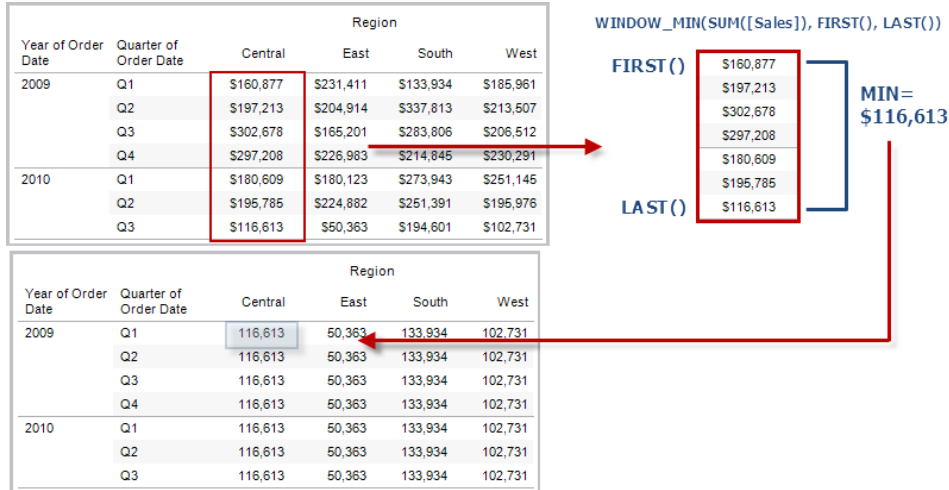 Region
Year of Order Date Quarter of Order Date Central East South West
2009 Q1 $160,877 $231,411 $133,934 $185,961
Q2 $197,213 $204,914 $337,813 $213,507
Q3 $302,678 $165,201 $283,806 $206,512
Q4 $297,208 $226,983 $214,845 $230,291
2010 Q1 $180,609 $180,123 $273,943 $251,145
Q2 $195,785 $224,882 $251,391 $195,976
Q3 $116,613 $50,363 $194,601 $102,731
WINDOW_MIN(SUM([Sales]), FIRST(), LAST())
FIRST() $160,877
$197,213
$302,678
$297,208
$180,609
$195,785
LAST() $116,613
MIN=
$116,613
Region
Year of Order Date Quarter of Order Date Central East South West
2009 Q1 116,613 50,363 133,934 102,731
Q2 116,613 50,363 133,934 102,731
Q3 116,613 50,363 133,934 102,731
Q4 116,613 50,363 133,934 102,731
2010 Q1 116,613 50,363 133,934 102,731
Q2 116,613 50,363 133,934 102,731
Q3 116,613 50,363 133,934 102,731